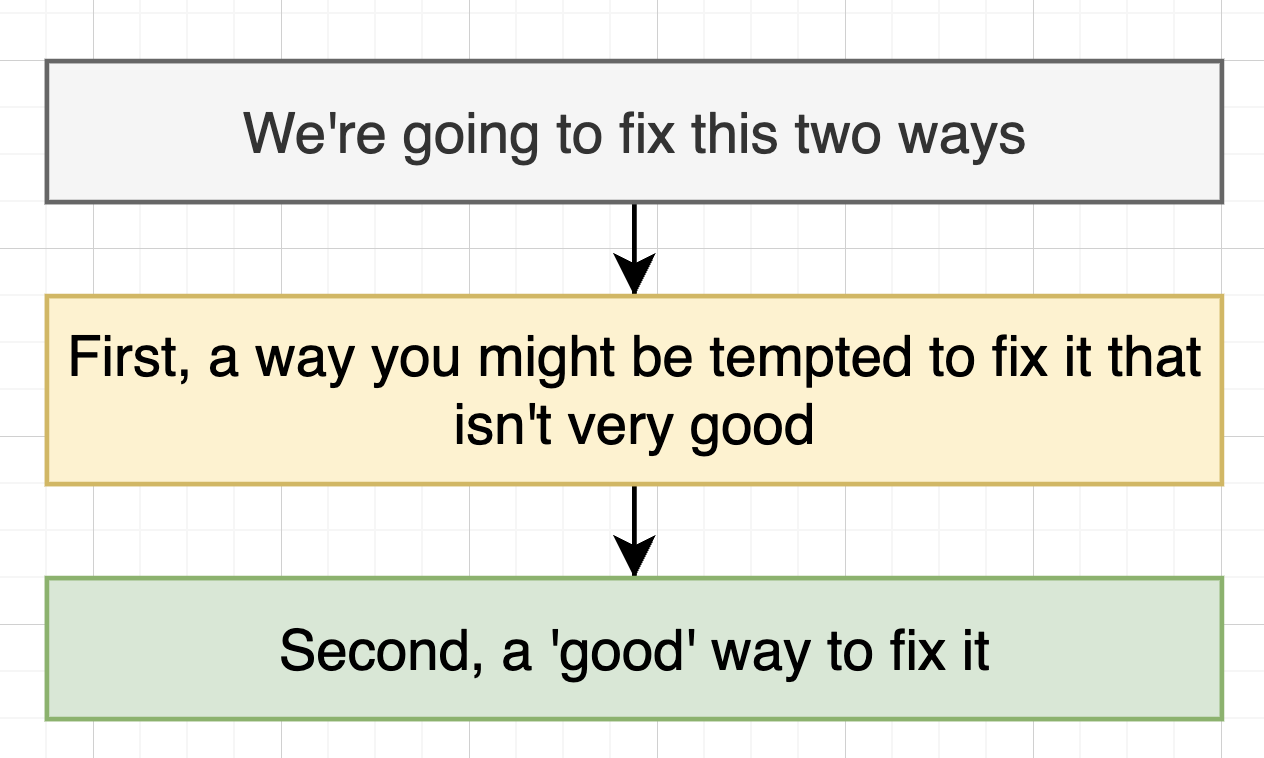 We're going to fix this two ways
First, a way you might be tempted to fix it that
isn't very good
Second, a 'good' way to fix it